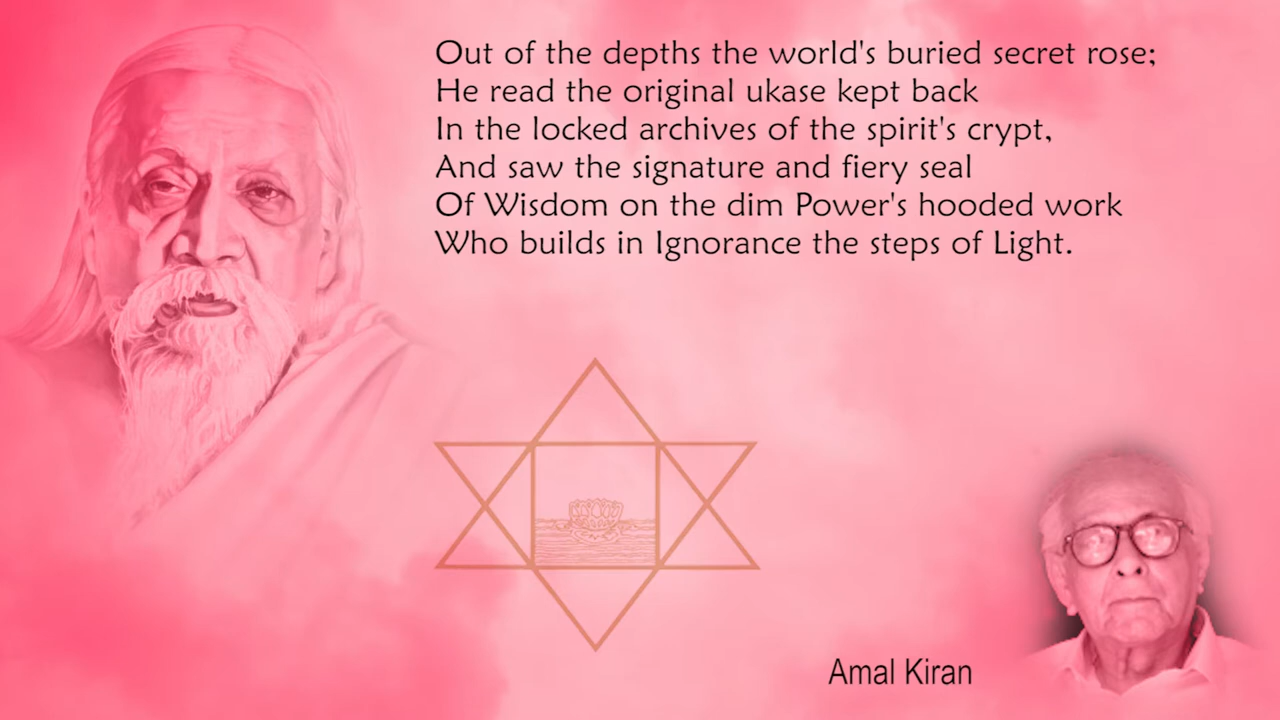 Out of the depths the world's buried secret rose;
He read the original ukase kept back
In the locked archives of the spirit's crypt,
And saw the signature and fiery seal
Of Wisdom on the dim Power's hooded work
Who builds in Ignorance the steps of Light.
Amal Kiran